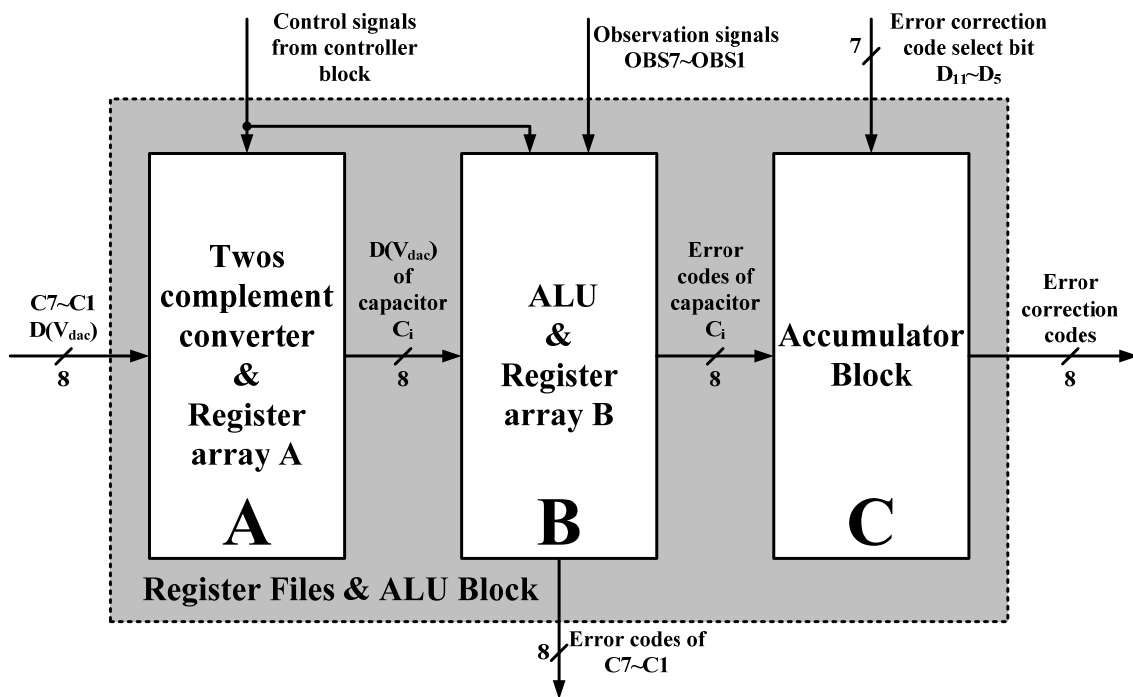 Control signals
from controller
block
Observation signals
OBS7~OBS1
7
Error correction
code select bit
D₁₁~D₅
C7~C1
D(Vdac)
8
Twos
complement
converter
&
Register
array A
A
D(Vdac)
of
capacitor
Cᵢ
8
ALU
&
Register
array B
B
Error
codes of
capacitor
Cᵢ
8
Accumulator
Block
C
Error
correction
codes
8
Register Files & ALU Block
8
Error codes of
C7~C1